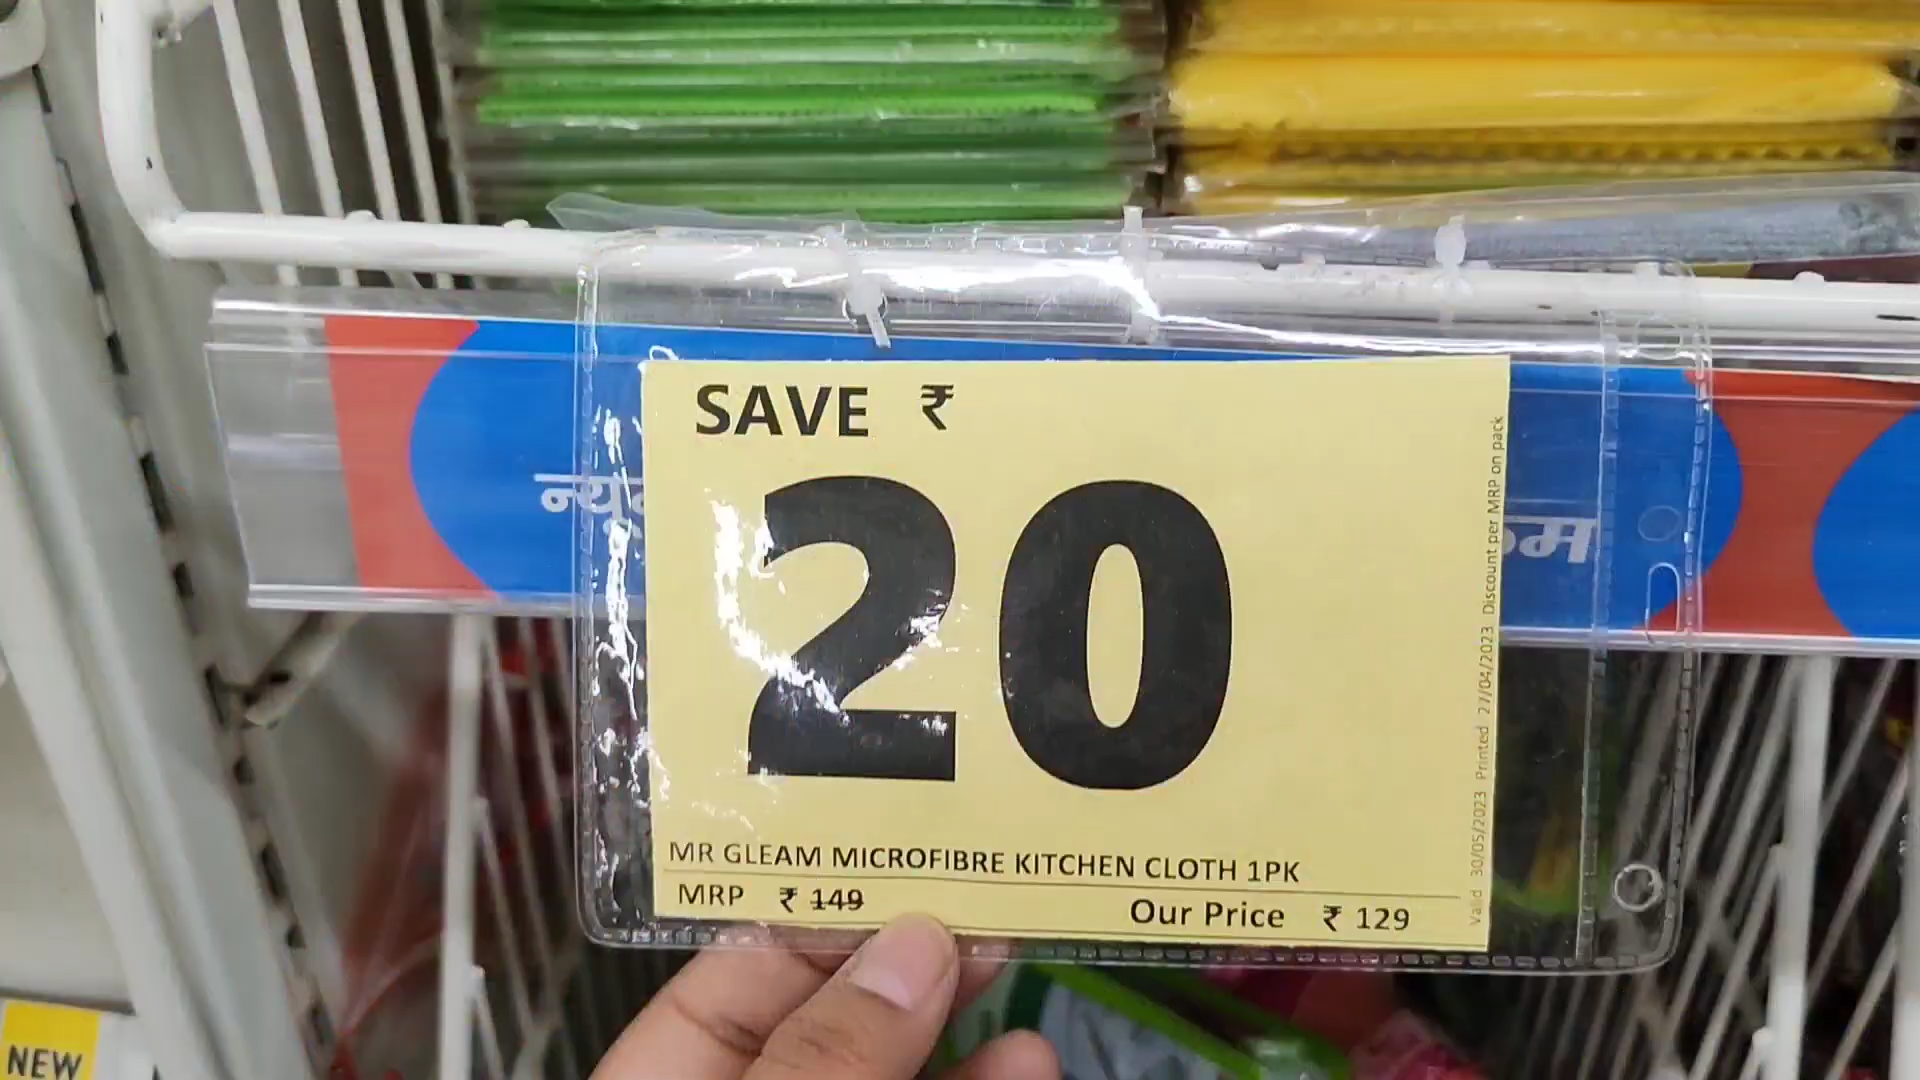 SAVE ₹
20
MR GLEAM MICROFIBRE KITCHEN CLOTH 1PK
MRP ₹ 149
Our Price ₹ 129
Valid 30/05/2023 Printed 27/04/2023 Discount per MRP on pack
NEW